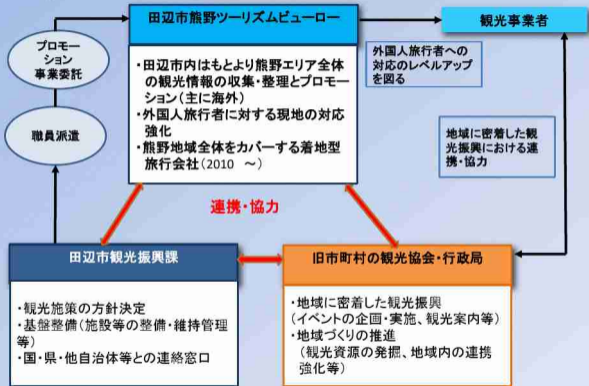 田辺市熊野ツーリズムビューロー
観光事業者
プロモー
ション
事業委託
・田辺市内はもとより熊野エリア全体
の観光情報の収集・整理とプロモー
ション(主に海外)
・外国人旅行者に対する現地の対応
強化
・熊野地域全体をカバーする着地型
旅行会社(2010 ~)
外国人旅行者への
対応のレベルアップ
を図る
職員派遣
地域に密着した観
光振興における連
携・協力
連携・協力
田辺市観光振興課
旧市町村の観光協会・行政局
・観光施策の方針決定
・基盤整備(施設等の整備・維持管理
等)
・国・県・他自治体等との連絡窓口
・地域に密着した観光振興
(イベントの企画・実施、観光案内等)
・地域づくりの推進
(観光資源の発掘、地域内の連携
強化等)